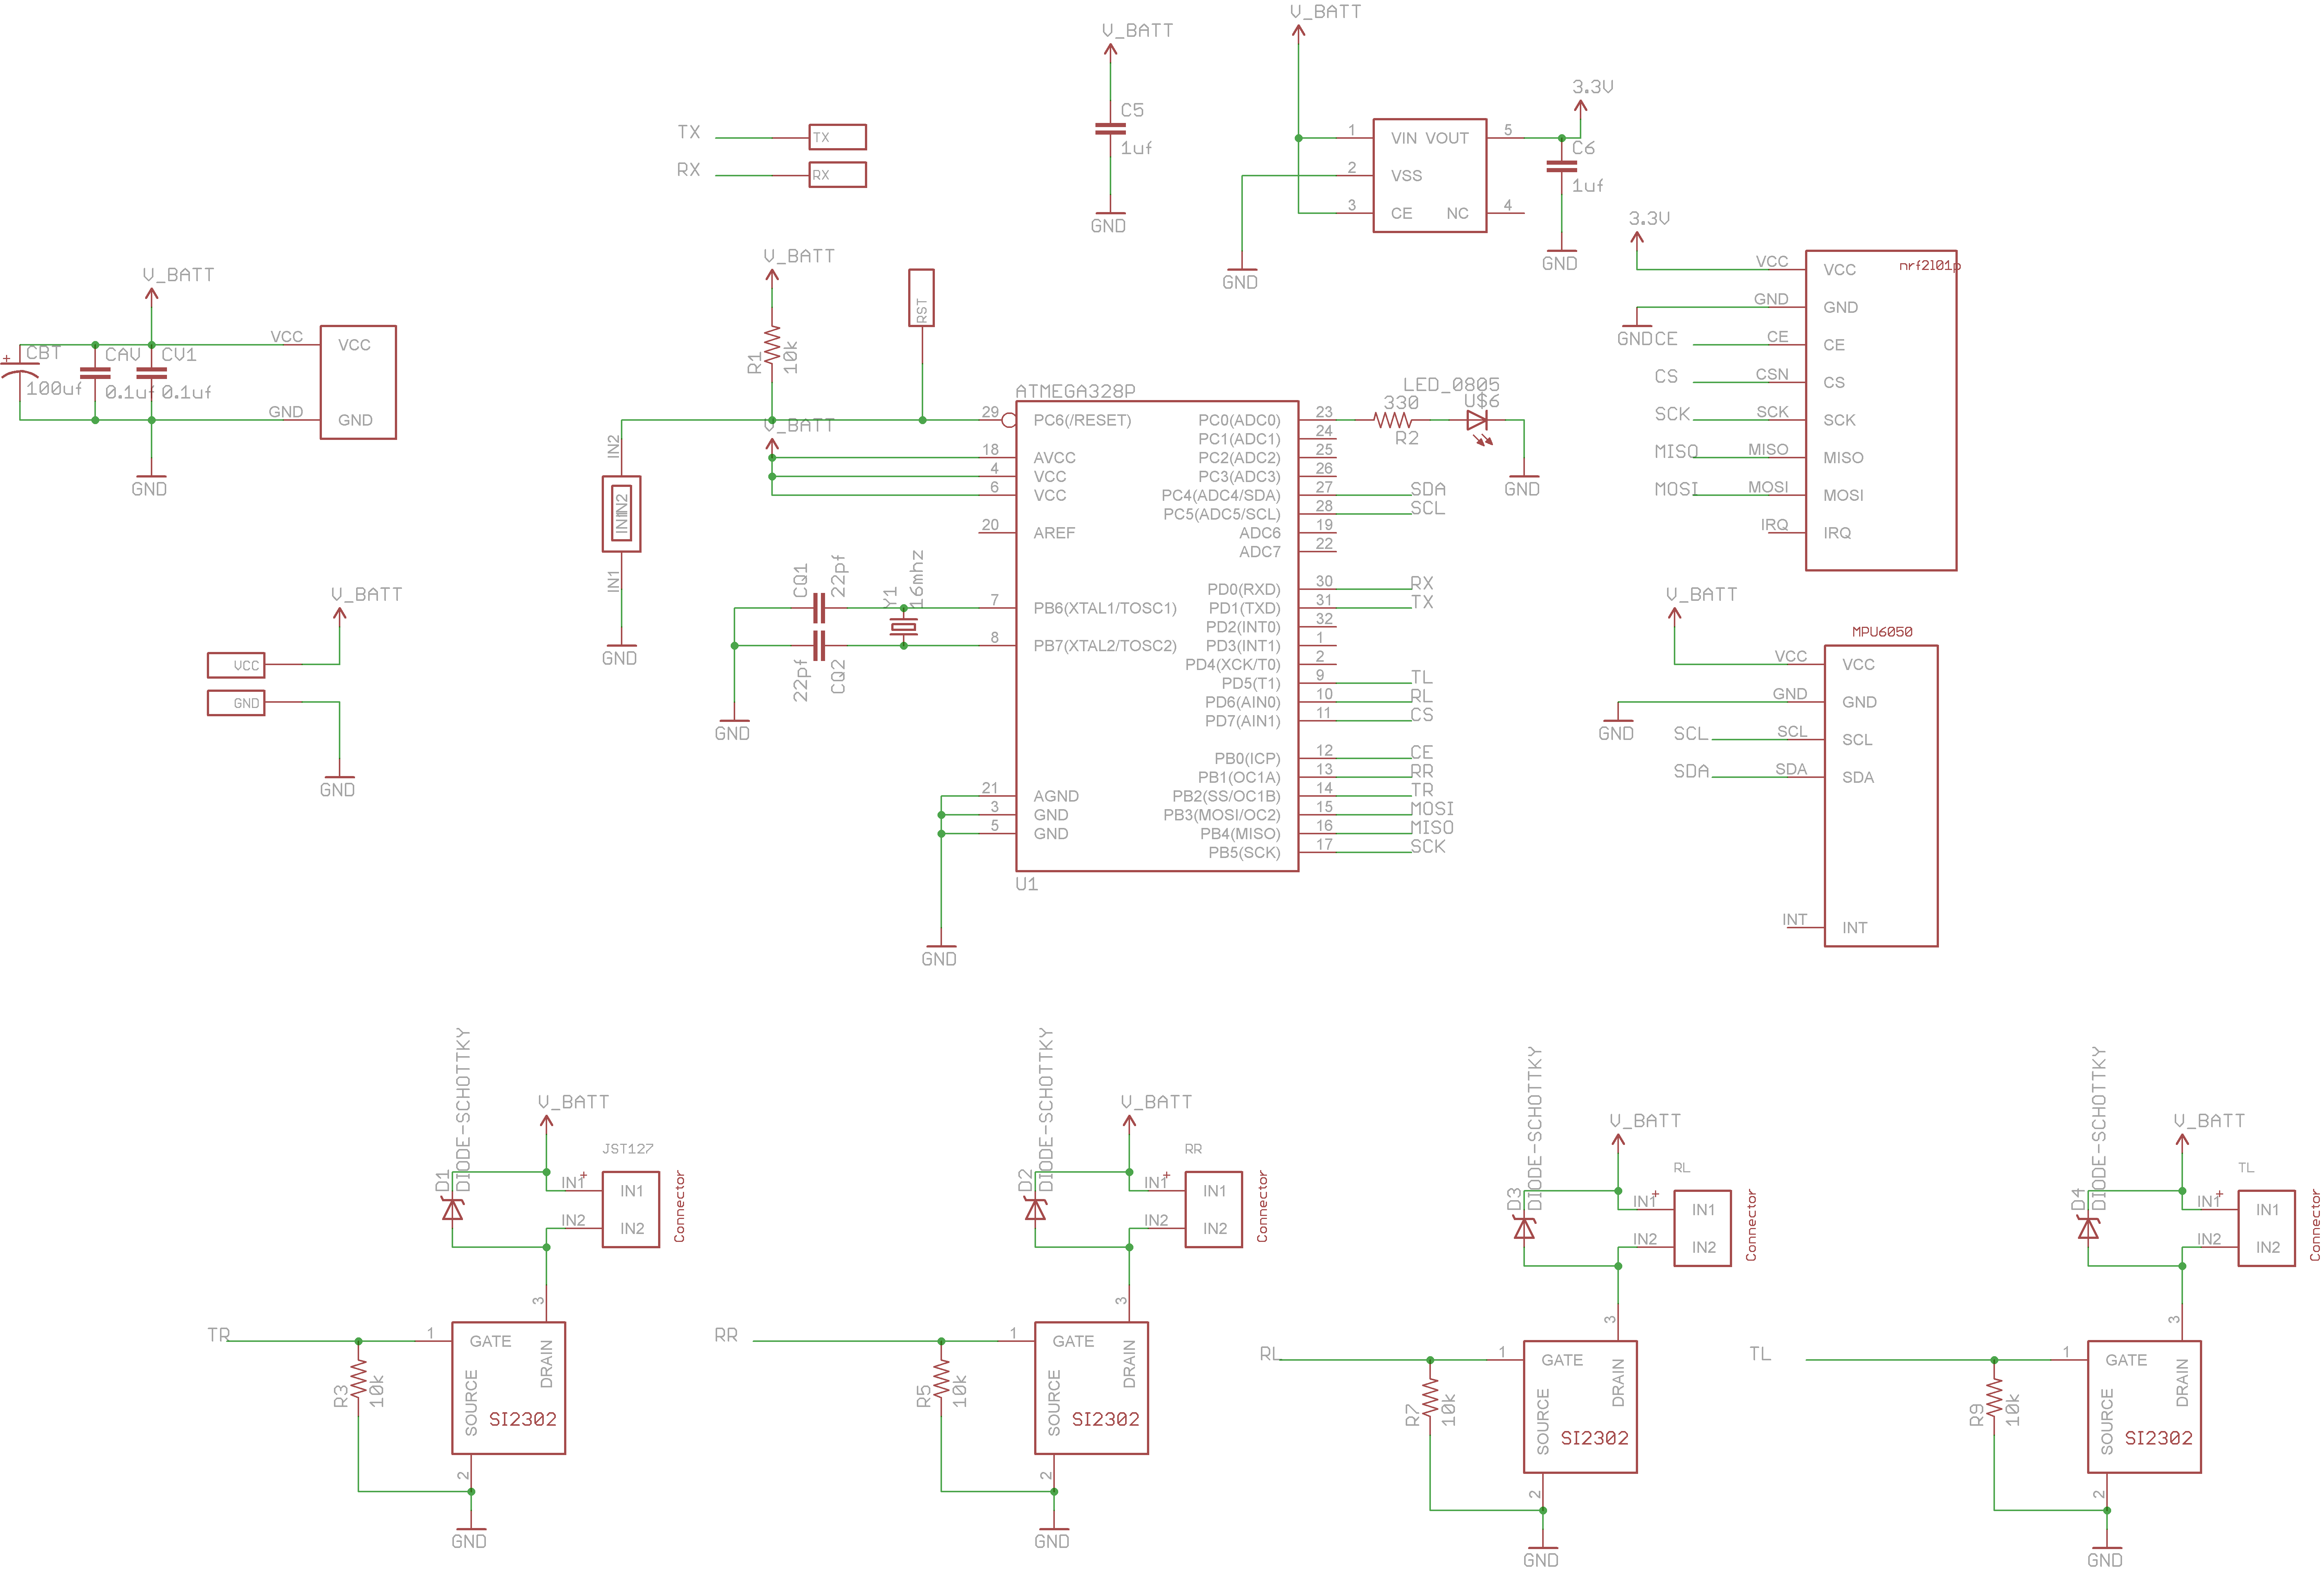 V_BATT
V_BATT
3.3V
C5
1uf
GND
TX
TX
RX
RX
1
VIN
VOUT
5
2
VSS
3
CE
NC
4
C6
1uf
GND
GND
V_BATT
CBT
100uf
CAV
0.1uf
CV1
0.1uf
VCC
VCC
GND
GND
GND
+
V_BATT
R1
10k
RST
V_BATT
IN2
IN1IN2
IN1
GND
3.3V
nrf2l01p
VCC
VCC
GND
GND
GND
CE
CE
CE
CS
CSN
CS
SCK
SCK
SCK
MISO
MISO
MISO
MOSI
MOSI
MOSI
IRQ
IRQ
ATMEGA328P
29
PC6(/RESET)
18
AVCC
4
VCC
6
VCC
20
AREF
7
PB6(XTAL1/TOSC1)
8
PB7(XTAL2/TOSC2)
21
AGND
3
GND
5
GND
U1
GND
PC0(ADC0)
23
PC1(ADC1)
24
PC2(ADC2)
25
PC3(ADC3)
26
PC4(ADC4/SDA)
27
SDA
PC5(ADC5/SCL)
28
SCL
ADC6
19
ADC7
22
PD0(RXD)
30
RX
PD1(TXD)
31
TX
PD2(INT0)
32
PD3(INT1)
1
PD4(XCK/T0)
2
PD5(T1)
9
TL
PD6(AIN0)
10
RL
PD7(AIN1)
11
CS
PB0(ICP)
12
CE
PB1(OC1A)
13
RR
PB2(SS/OC1B)
14
TR
PB3(MOSI/OC2)
15
MOSI
PB4(MISO)
16
MISO
PB5(SCK)
17
SCK
LED_0805
330
R2
U$6
GND
CQ1
22pf
22pf
CQ2
Y1
16mhz
GND
V_BATT
VCC
GND
GND
V_BATT
MPU6050
VCC
VCC
GND
GND
GND
SCL
SCL
SCL
SDA
SDA
SDA
INT
INT
D1
DIODE-SCHOTTKY
V_BATT
JST127
IN1
+
IN1
IN2
IN2
Connector
3
TR
1
GATE
DRAIN
SOURCE
SI2302
R3
10k
2
GND
D2
DIODE-SCHOTTKY
V_BATT
RR
IN1
+
IN1
IN2
IN2
Connector
3
RR
1
GATE
DRAIN
SOURCE
SI2302
R5
10k
2
GND
D3
DIODE-SCHOTTKY
V_BATT
RL
IN1
+
IN1
IN2
IN2
Connector
3
RL
1
GATE
DRAIN
SOURCE
SI2302
R7
10k
2
GND
D4
DIODE-SCHOTTKY
V_BATT
TL
IN1
+
IN1
IN2
IN2
Connector
3
TL
1
GATE
DRAIN
SOURCE
SI2302
R9
10k
2
GND